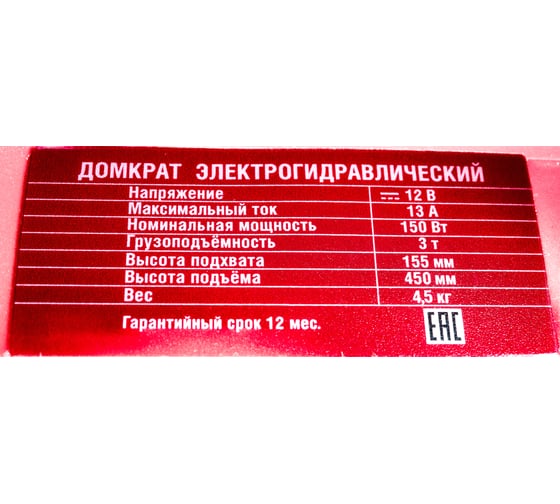 ДОМКРАТ ЭЛЕКТРОГИДРАВЛИЧЕСКИЙ
Напряжение 12 В
Максимальный ток 13 А
Номинальная мощность 150 Вт
Грузоподъёмность 3 т
Высота подхвата 155 мм
Высота подъёма 450 мм
Вес 4,5 кг
Гарантийный срок 12 мес. EAC